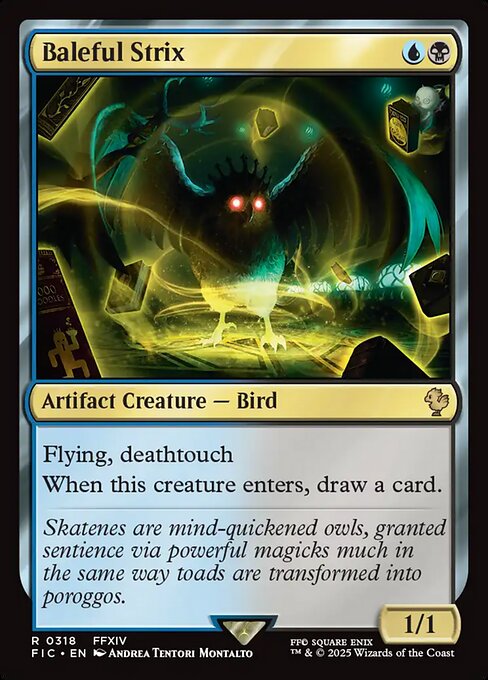 Baleful Strix
Artifact Creature — Bird
Flying, deathtouch
When this creature enters, draw a card.
Skatenes are mind-quickened owls, granted
sentience via powerful magicks much in
the same way toads are transformed into
poroggos.
1/1
R 0318 FFXIV
FIC • EN Andrea Tentori Montalto
FF© SQUARE ENIX
™ & © 2025 Wizards of the Coast